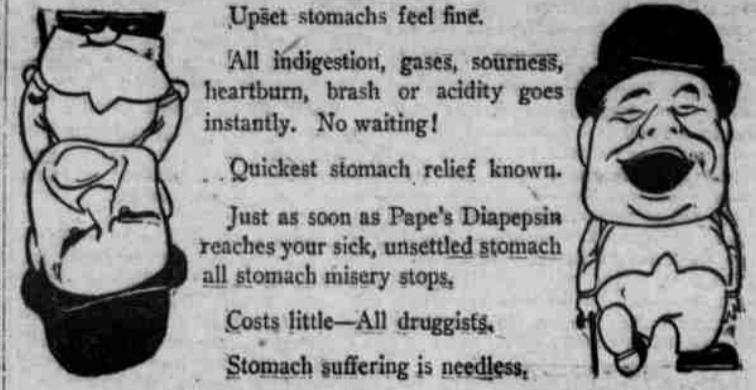 Upset stomachs feel fine.
All indigestion, gases, sourness,
heartburn, brash or acidity goes
instantly. No waiting!
Quickest stomach relief known.
Just as soon as Pape's Diapepsin
reaches your sick, unsettled stomach
all stomach misery stops.
Costs little—All druggists.
Stomach suffering is needless.